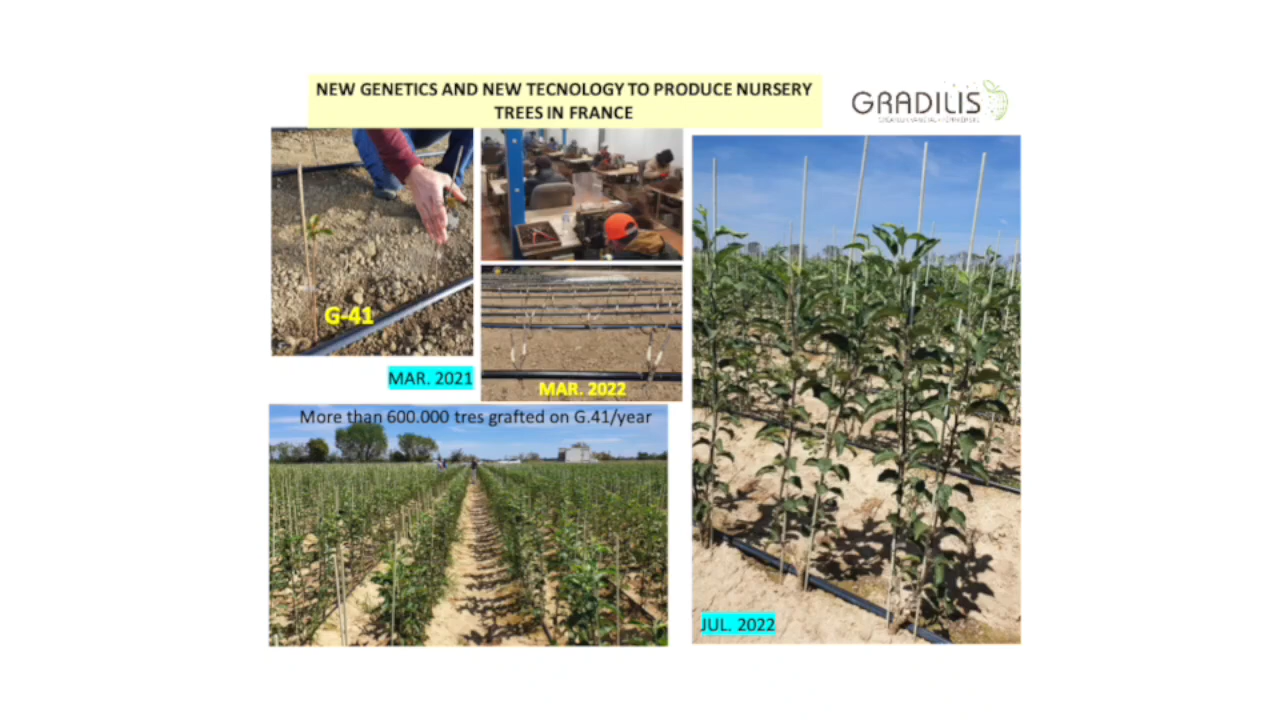 NEW GENETICS AND NEW TECNOLOGY TO PRODUCE NURSERY
TREES IN FRANCE
GRADILIS
G-41
MAR. 2021
MAR. 2022
More than 600.000 tres grafted on G.41/year
JUL. 2022